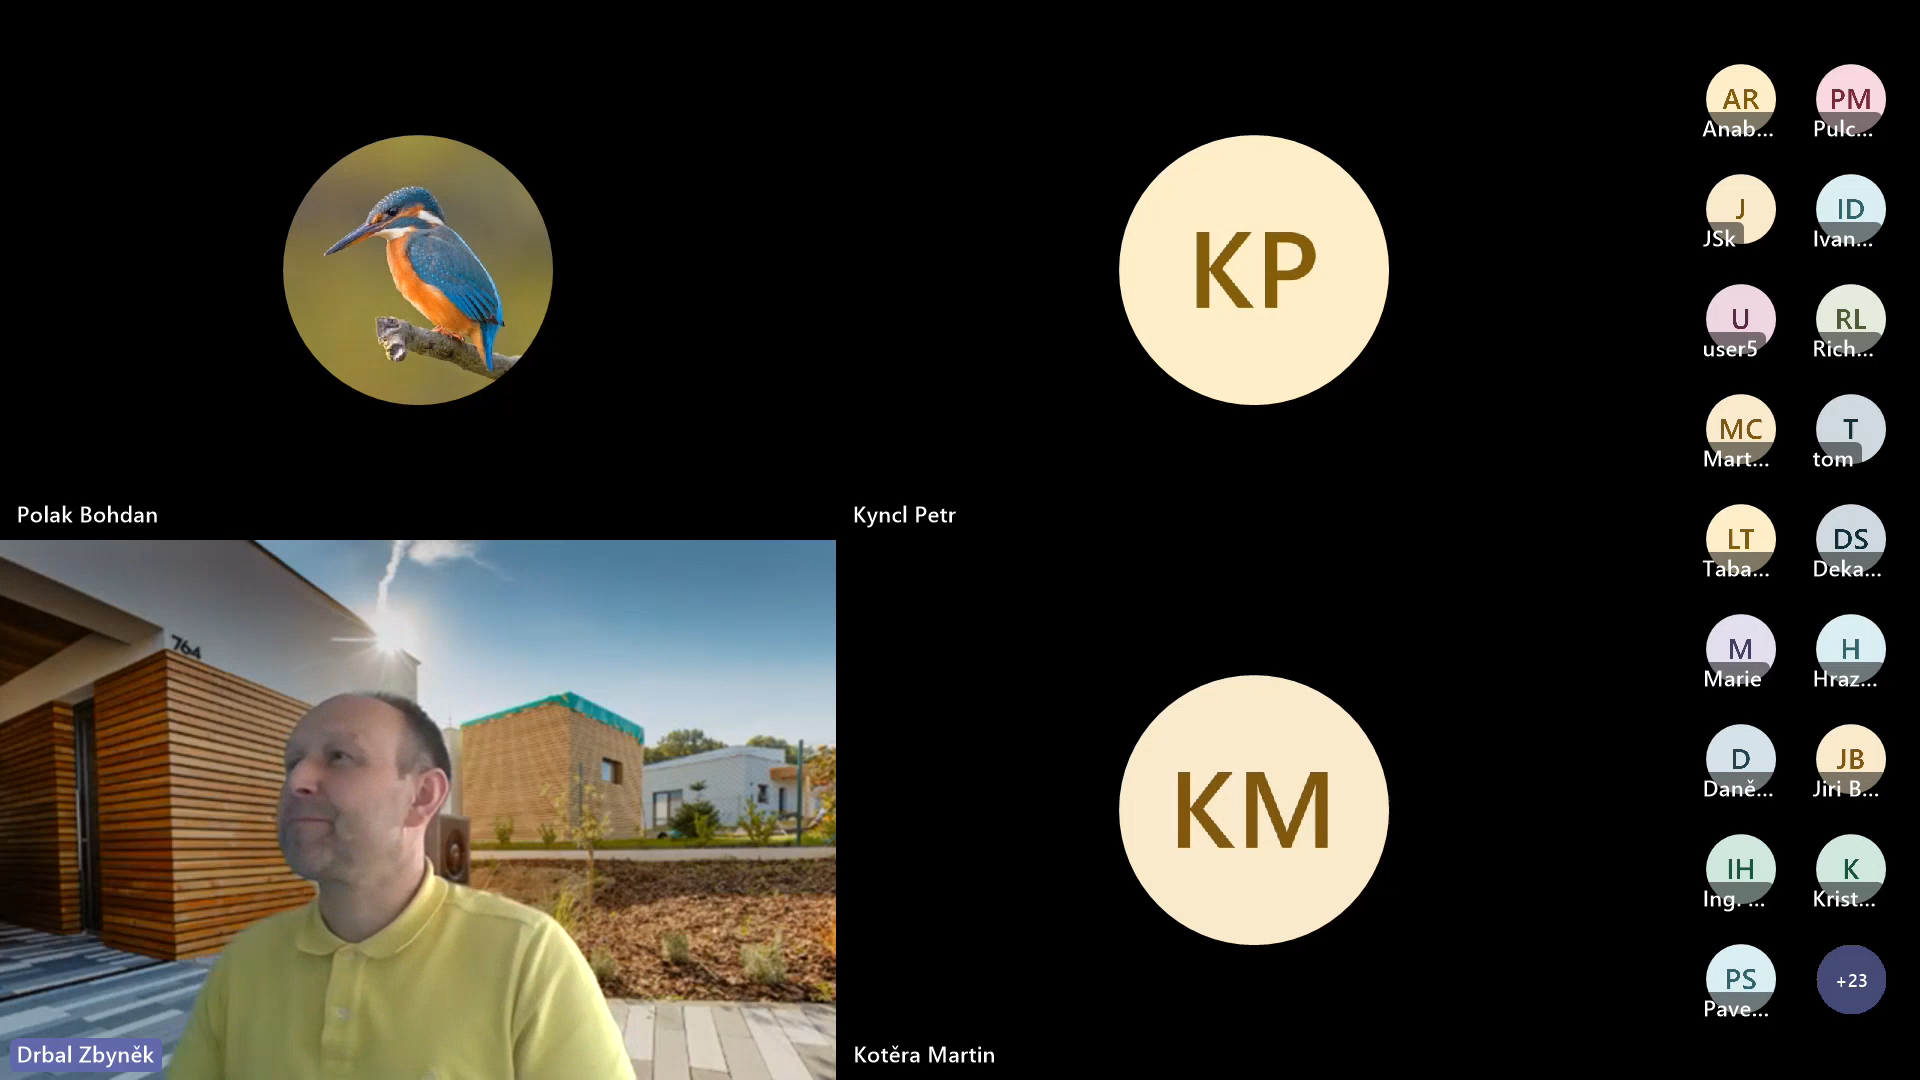 KP
Polak Bohdan
Kyncl Petr
764
Drbal Zbyněk
KM
Kotěra Martin
AR
Anab...
PM
Pulc...
J
JSk
ID
Ivan...
U
user5
RL
Rich...
MC
Mart...
T
tom
LT
Taba...
DS
Deka...
M
Marie
H
Hraz...
D
Daně...
JB
Jiri B...
IH
Ing. ...
K
Krist...
PS
Pave...
+23